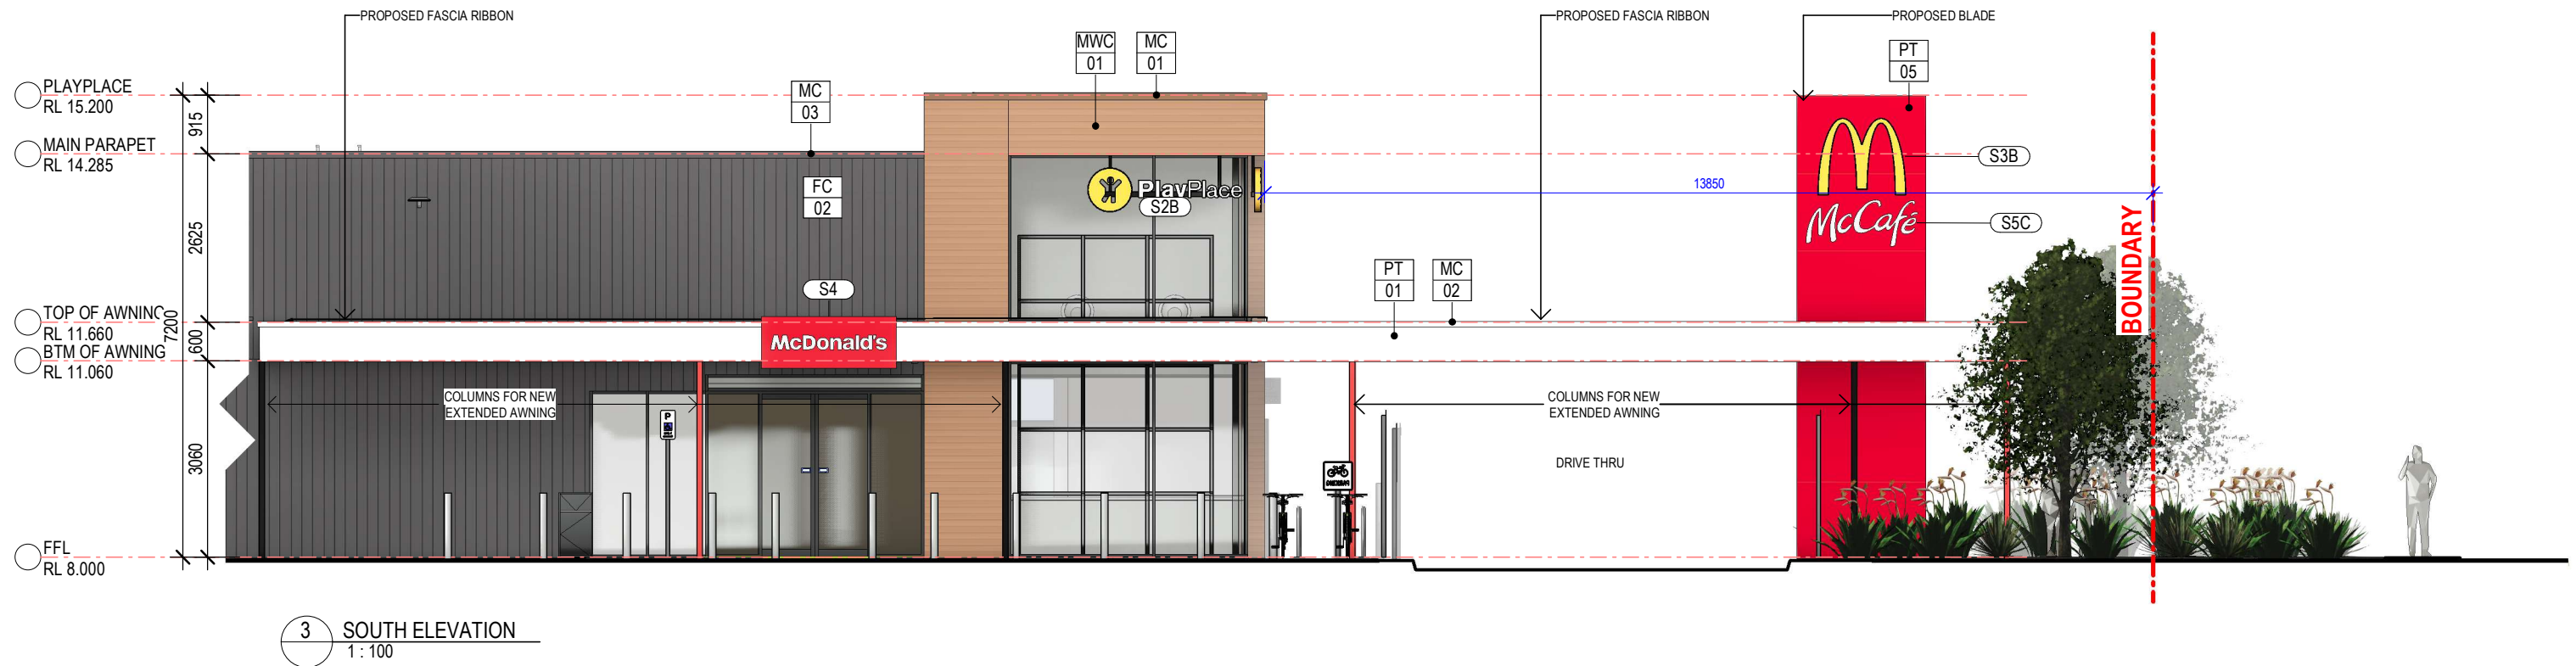 PROPOSED FASCIA RIBBON
PROPOSED FASCIA RIBBON
PROPOSED BLADE
MWC
01
MC
01
PT
05
PLAYPLACE
RL 15.200
MC
03
915
MAIN PARAPET
RL 14.285
S3B
FC
02
PlayPlace
S2B
13850
McCafé
S5C
BOUNDARY
2625
PT
01
MC
02
S4
TOP OF AWNING
RL 11.660
7200
600
McDonald's
BTM OF AWNING
RL 11.060
COLUMNS FOR NEW
EXTENDED AWNING
COLUMNS FOR NEW
EXTENDED AWNING
P
3060
DRIVE THRU
FFL
RL 8.000
3
SOUTH ELEVATION
1 : 100